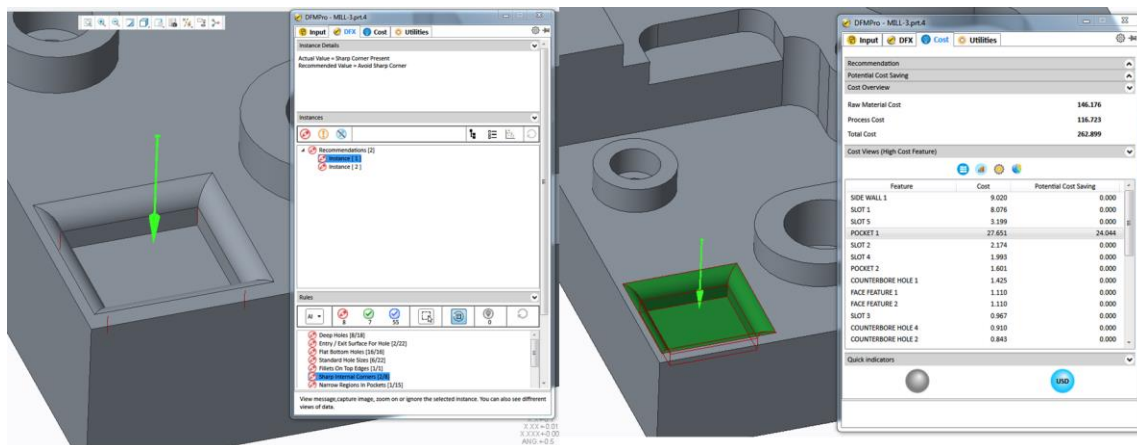 DFMPro - MILL-3.prt.4
Input DFX Cost Utilities
Instance Details
Actual Value = Sharp Corner Present
Recommended Value = Avoid Sharp Corner
Instances
Recommendations [2]
Instance [ 1 ]
Instance [ 2 ]
Rules
All
8 7 55 0
Deep Holes [8/18]
Entry / Exit Surface For Hole [2/22]
Flat Bottom Holes [16/16]
Standard Hole Sizes [6/22]
Fillets On Top Edges [1/1]
Narrow Regions In Pockets [1/15]
View message,capture image, zoom on or ignore the selected instance. You can also see different
views of data.
X.XX +-0.01
ANG.+-0.5
DFMPro - MILL-3.prt.4
Input DFX Cost Utilities
Recommendation
Potential Cost Saving
Cost Overview
Raw Material Cost 146.176
Process Cost 116.723
Total Cost 262.899
Cost Views (High Cost Feature)
Feature Cost Potential Cost Saving
SIDE WALL 1 9.020 0.000
SLOT 1 8.076 0.000
SLOT 5 3.199 0.000
POCKET 1 27.651 24.044
SLOT 2 2.174 0.000
SLOT 4 1.993 0.000
POCKET 2 1.601 0.000
COUNTERBORE HOLE 1 1.425 0.000
FACE FEATURE 1 1.110 0.000
FACE FEATURE 2 1.110 0.000
SLOT 3 0.967 0.000
COUNTERBORE HOLE 4 0.910 0.000
COUNTERBORE HOLE 2 0.843 0.000
Quick indicators
USD